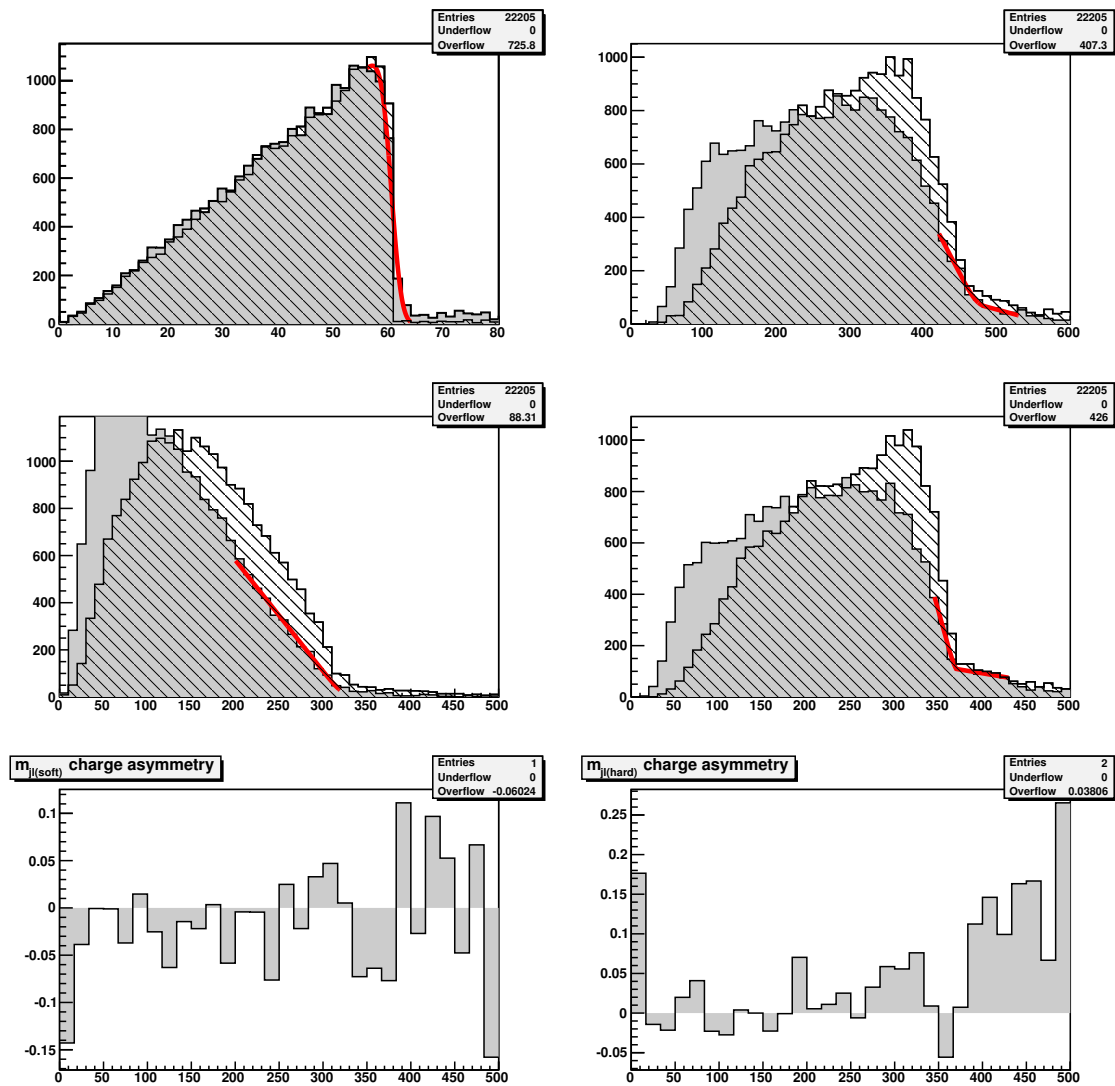 Entries 22205
Underflow 0
Overflow 725.8
1000
800
600
400
200
0
0 10 20 30 40 50 60 70 80
Entries 22205
Underflow 0
Overflow 407.3
1000
800
600
400
200
0
100 200 300 400 500 600
Entries 22205
Underflow 0
Overflow 88.31
1000
800
600
400
200
0
0 50 100 150 200 250 300 350 400 450 500
Entries 22205
Underflow 0
Overflow 426
1000
800
600
400
200
0
0 50 100 150 200 250 300 350 400 450 500
m_jl(soft) charge asymmetry
Entries 1
Underflow 0
Overflow -0.06024
0.1
0.05
0
-0.05
-0.1
-0.15
0 50 100 150 200 250 300 350 400 450 500
m_jl(hard) charge asymmetry
Entries 2
Underflow 0
Overflow 0.03806
0.25
0.2
0.15
0.1
0.05
0
-0.05
0 50 100 150 200 250 300 350 400 450 500